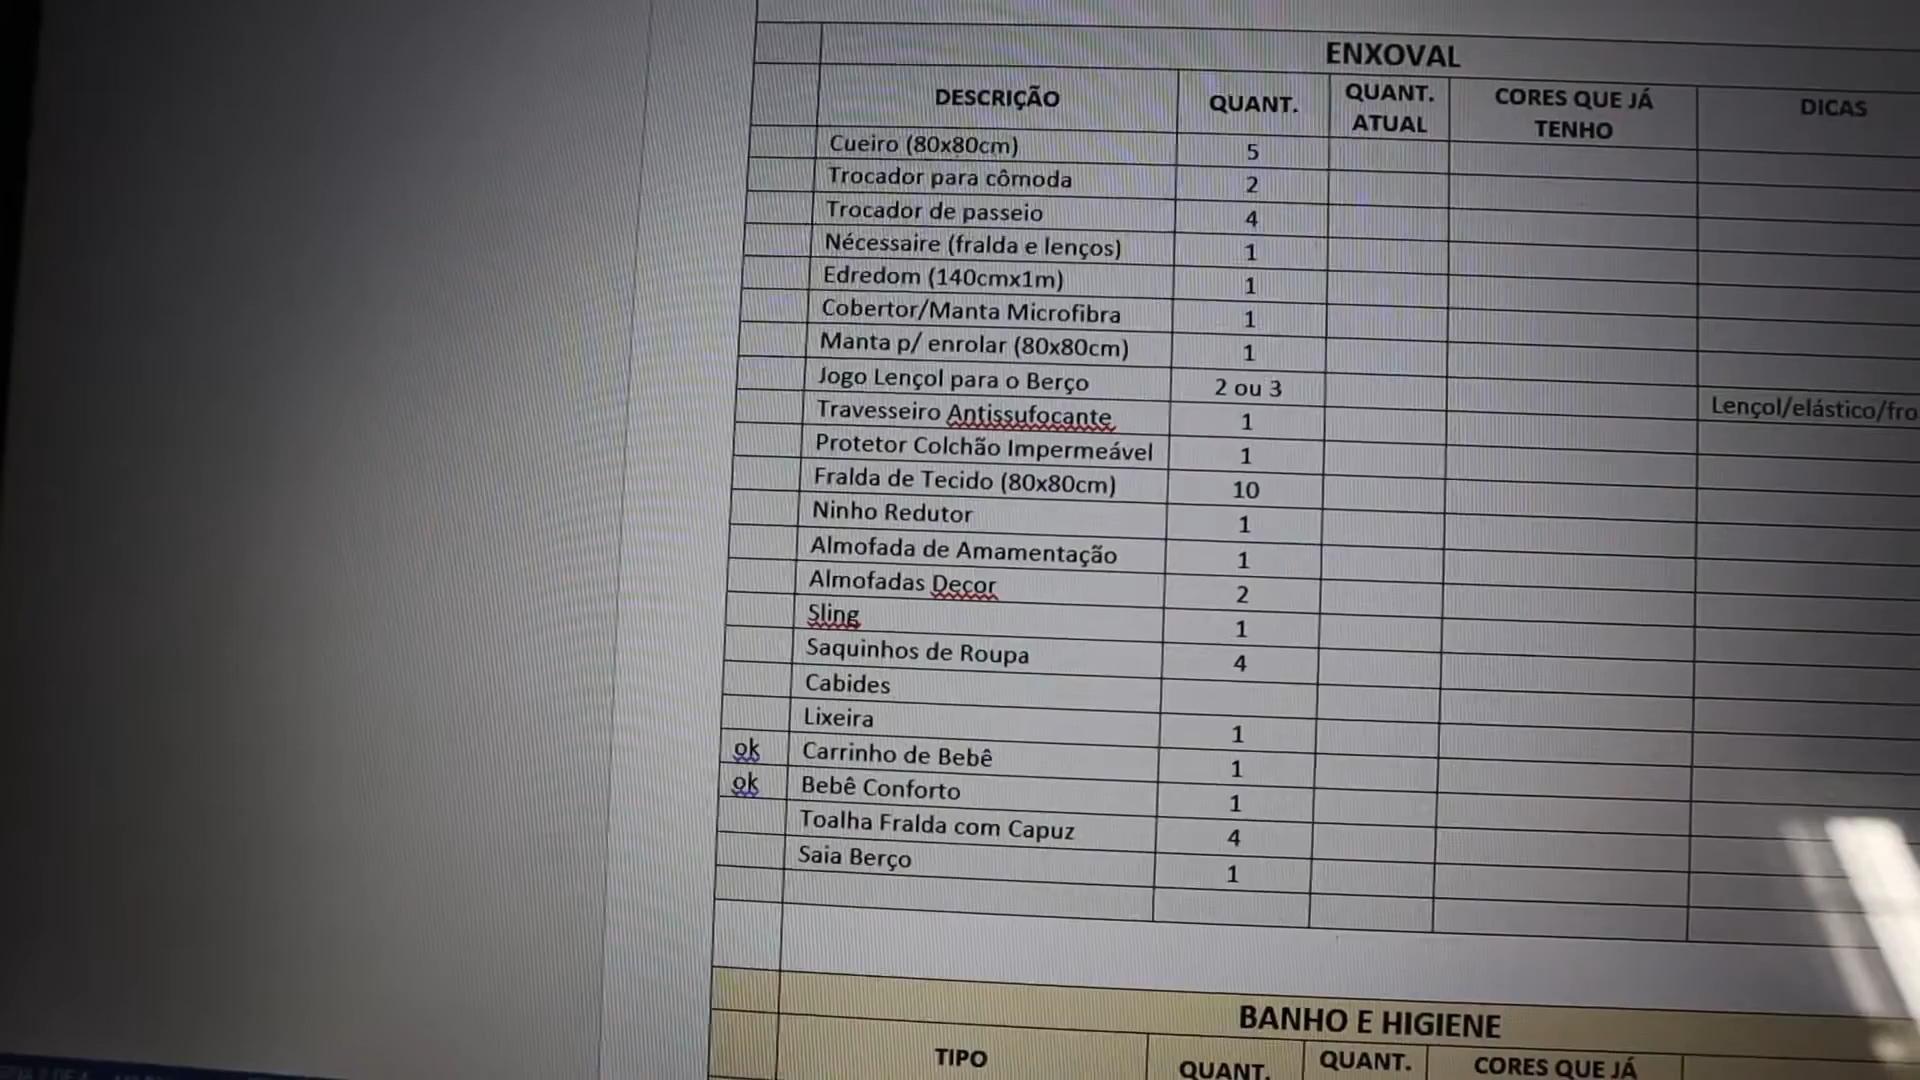 ENXOVAL
DESCRIÇÃO QUANT. QUANT. ATUAL CORES QUE JÁ TENHO DICAS
Cueiro (80x80cm) 5
Trocador para cômoda 2
Trocador de passeio 4
Nécessaire (fralda e lenços) 1
Edredom (140cmx1m) 1
Cobertor/Manta Microfibra 1
Manta p/ enrolar (80x80cm) 1
Jogo Lençol para o Berço 2 ou 3 Lençol/elástico/fro
Travesseiro Antissufocante 1
Protetor Colchão Impermeável 1
Fralda de Tecido (80x80cm) 10
Ninho Redutor 1
Almofada de Amamentação 1
Almofadas Decor 2
Sling 1
Saquinhos de Roupa 4
Cabides
Lixeira 1
ok Carrinho de Bebê 1
ok Bebê Conforto 1
Toalha Fralda com Capuz 4
Saia Berço 1
BANHO E HIGIENE
TIPO QUANT. QUANT. CORES QUE JÁ